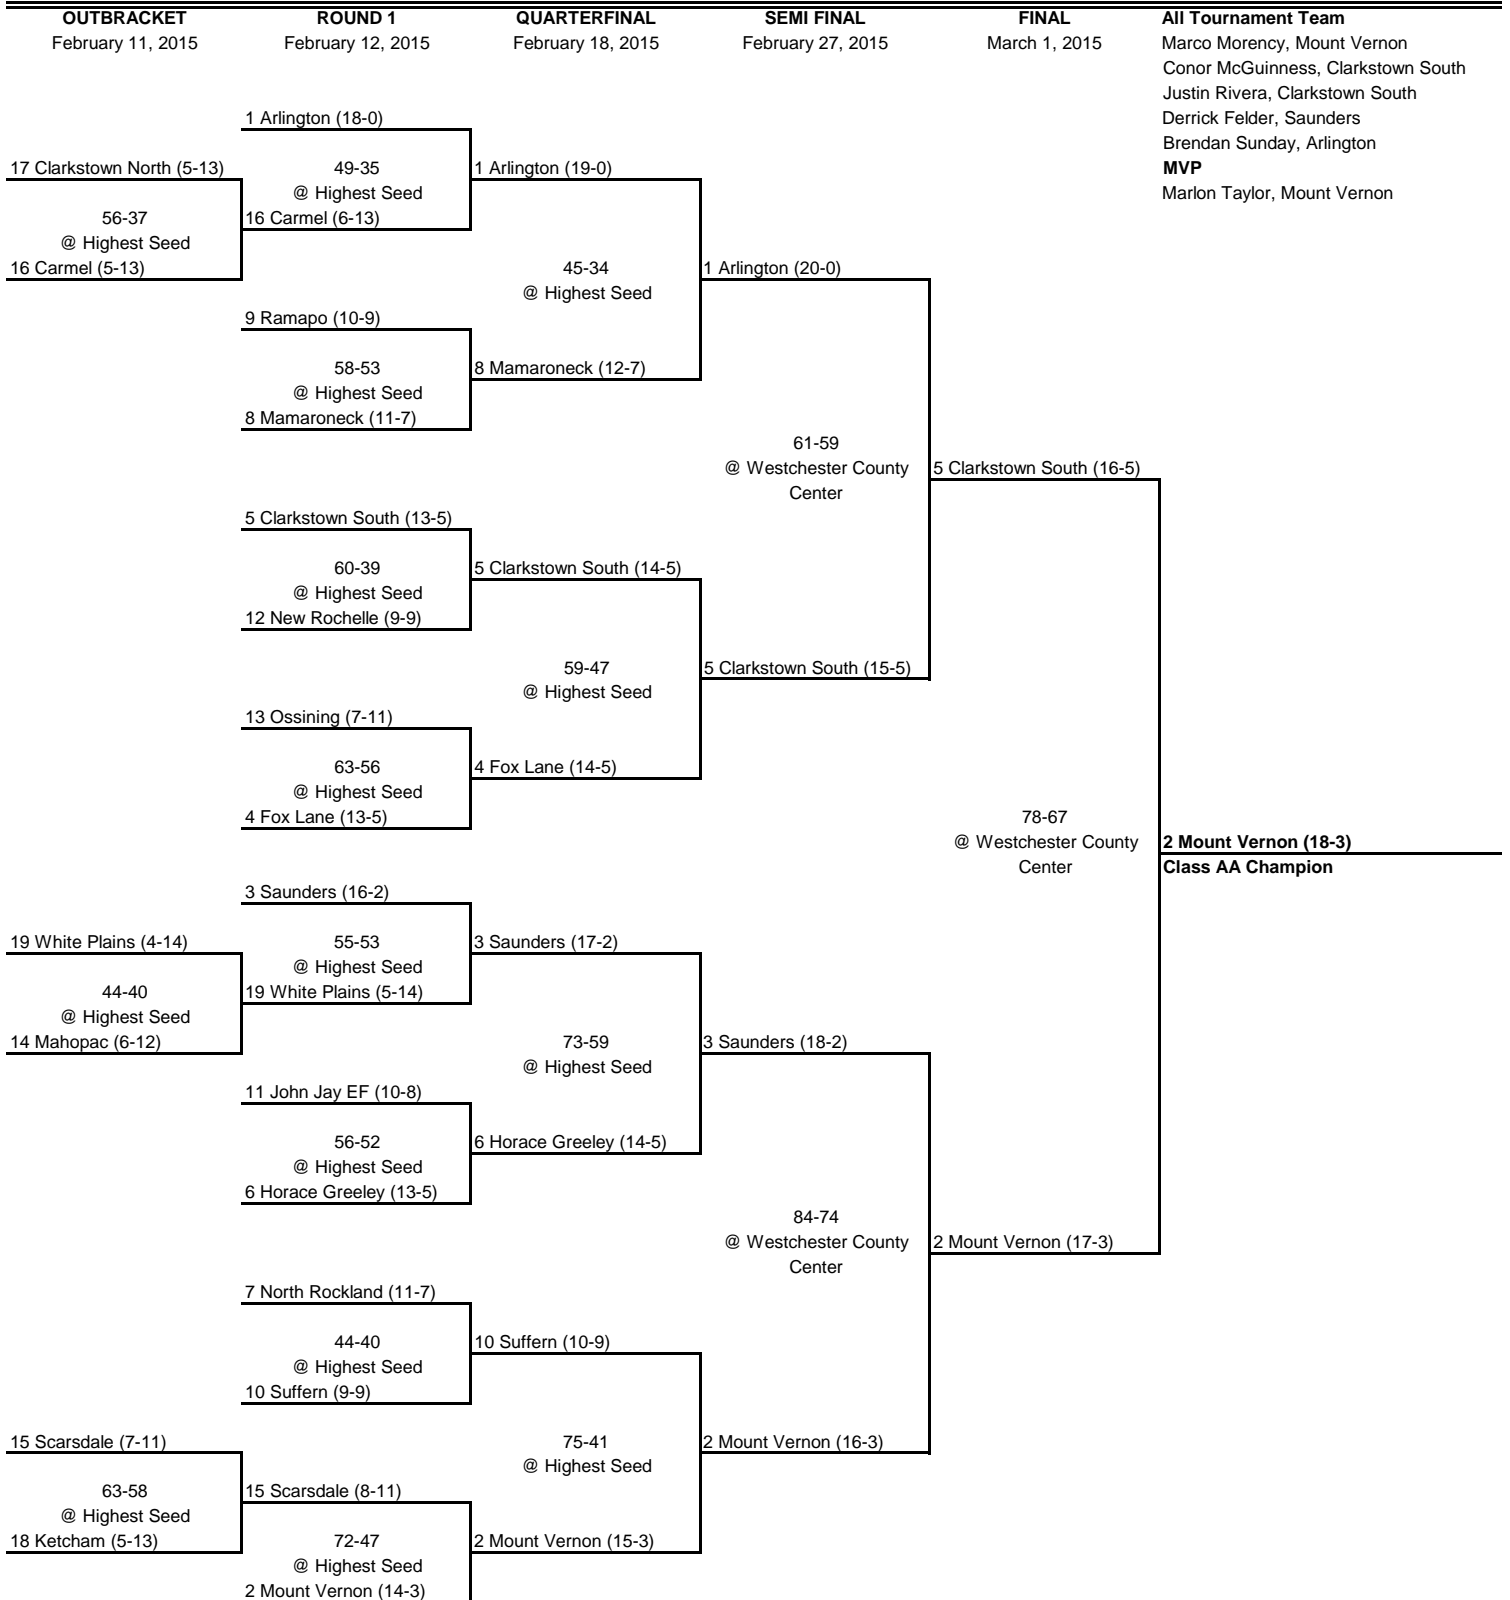 OUTBRACKET ROUND 1 QUARTERFINAL SEMI FINAL FINAL All Tournament Team
February 11, 2015 February 12, 2015 February 18, 2015 February 27, 2015 March 1, 2015 Marco Morency, Mount Vernon
Conor McGuinness, Clarkstown South
Justin Rivera, Clarkstown South
1 Arlington (18-0) Derrick Felder, Saunders
Brendan Sunday, Arlington
17 Clarkstown North (5-13) 49-35 1 Arlington (19-0) MVP
@ Highest Seed Marlon Taylor, Mount Vernon
56-37 16 Carmel (6-13)
@ Highest Seed
16 Carmel (5-13) 45-34 1 Arlington (20-0)
@ Highest Seed
9 Ramapo (10-9)
58-53 8 Mamaroneck (12-7)
@ Highest Seed
8 Mamaroneck (11-7)
61-59
@ Westchester County 5 Clarkstown South (16-5)
Center
5 Clarkstown South (13-5)
60-39 5 Clarkstown South (14-5)
@ Highest Seed
12 New Rochelle (9-9)
59-47 5 Clarkstown South (15-5)
@ Highest Seed
13 Ossining (7-11)
63-56 4 Fox Lane (14-5)
@ Highest Seed
4 Fox Lane (13-5) 78-67
@ Westchester County 2 Mount Vernon (18-3)
Center Class AA Champion
3 Saunders (16-2)
19 White Plains (4-14) 55-53 3 Saunders (17-2)
@ Highest Seed
44-40 19 White Plains (5-14)
@ Highest Seed
14 Mahopac (6-12) 73-59 3 Saunders (18-2)
@ Highest Seed
11 John Jay EF (10-8)
56-52 6 Horace Greeley (14-5)
@ Highest Seed
6 Horace Greeley (13-5)
84-74
@ Westchester County 2 Mount Vernon (17-3)
Center
7 North Rockland (11-7)
44-40 10 Suffern (10-9)
@ Highest Seed
10 Suffern (9-9)
15 Scarsdale (7-11) 75-41 2 Mount Vernon (16-3)
@ Highest Seed
63-58 15 Scarsdale (8-11)
@ Highest Seed
18 Ketcham (5-13) 72-47 2 Mount Vernon (15-3)
@ Highest Seed
2 Mount Vernon (14-3)